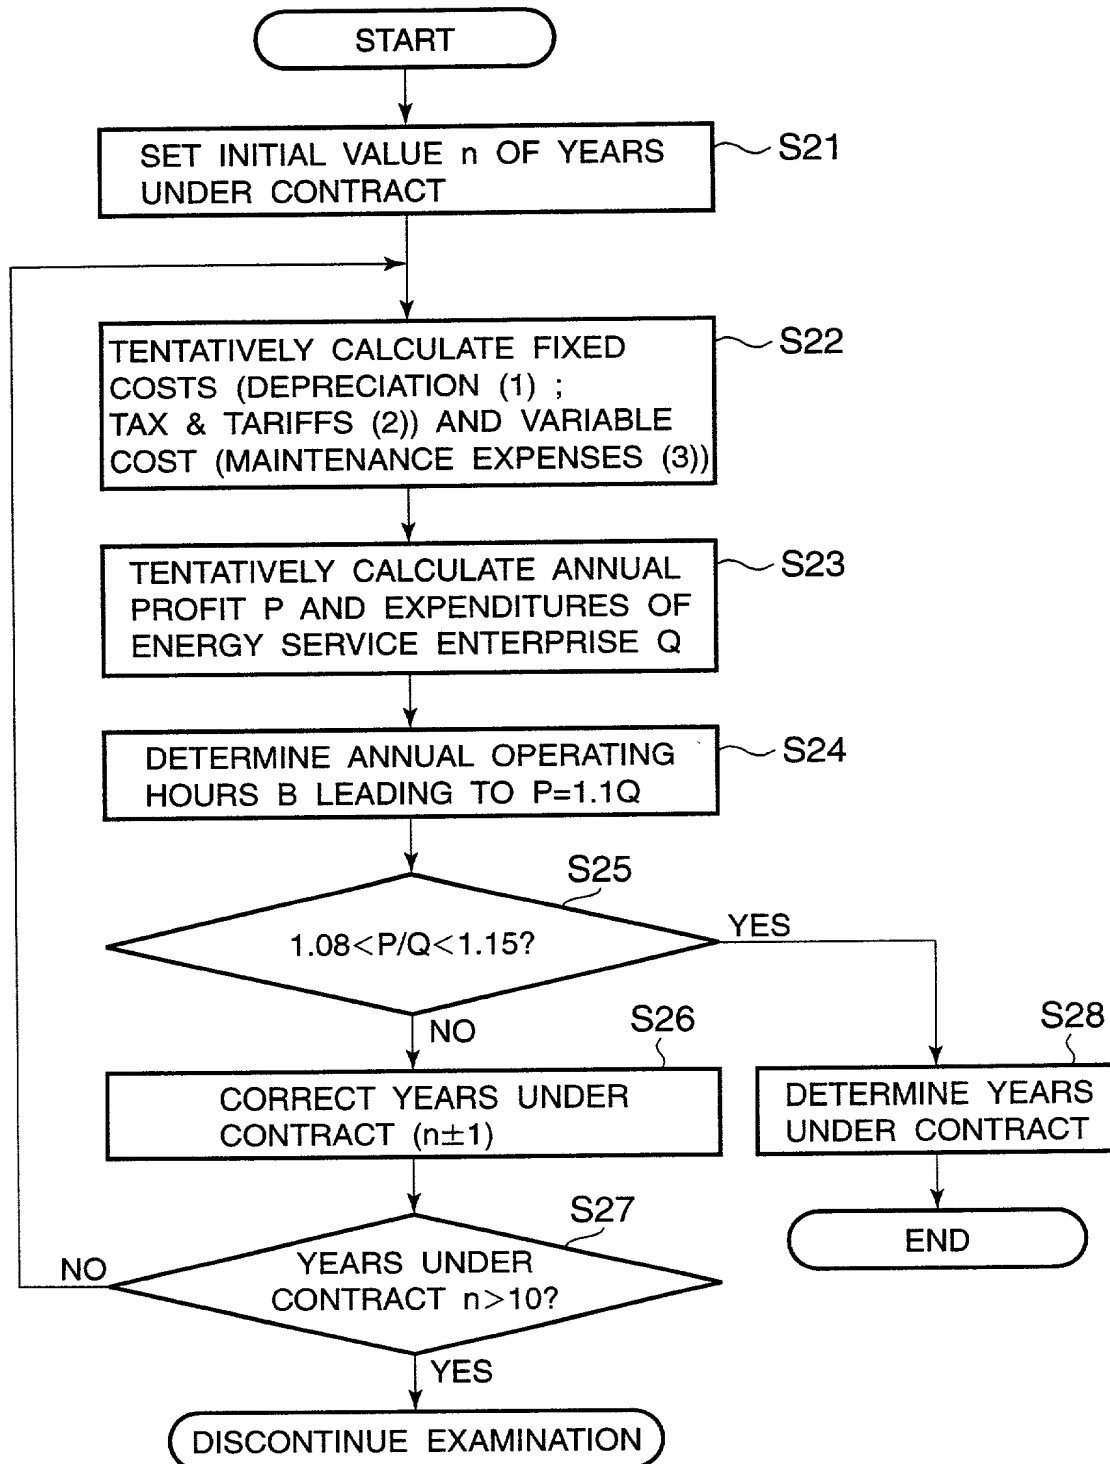 START
SET INITIAL VALUE n OF YEARS
UNDER CONTRACT
S21
TENTATIVELY CALCULATE FIXED
COSTS (DEPRECIATION (1) ;
TAX & TARIFFS (2)) AND VARIABLE
COST (MAINTENANCE EXPENSES (3))
S22
TENTATIVELY CALCULATE ANNUAL
PROFIT P AND EXPENDITURES OF
ENERGY SERVICE ENTERPRISE Q
S23
DETERMINE ANNUAL OPERATING
HOURS B LEADING TO P=1.1Q
S24
S25
1.08<P/Q<1.15?
YES
NO
S26
CORRECT YEARS UNDER
CONTRACT (n±1)
S28
DETERMINE YEARS
UNDER CONTRACT
END
S27
YEARS UNDER
CONTRACT n>10?
NO
YES
DISCONTINUE EXAMINATION